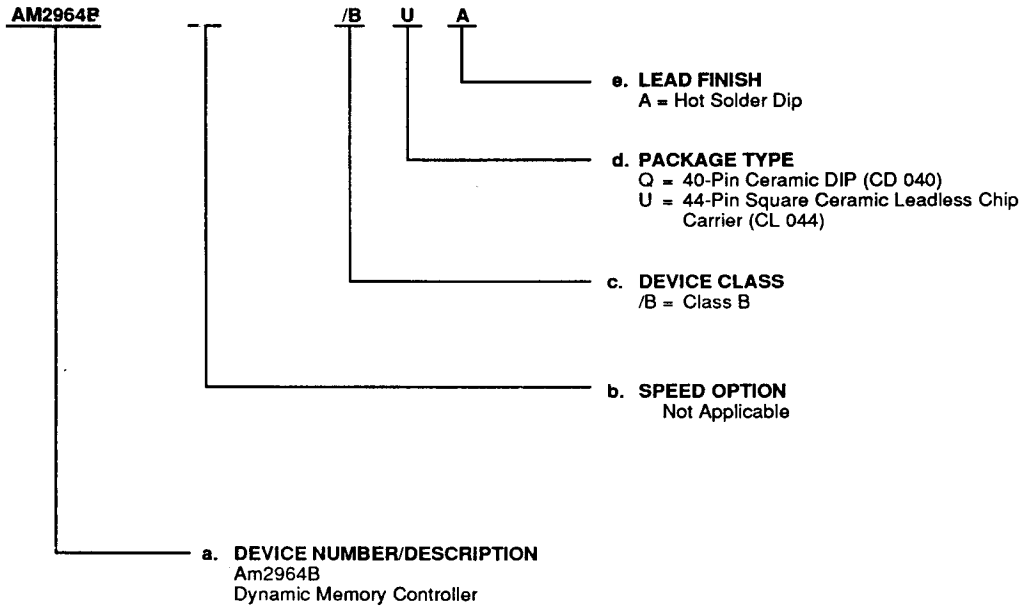 AM2964B /B U A
e. LEAD FINISH
A = Hot Solder Dip
d. PACKAGE TYPE
Q = 40-Pin Ceramic DIP (CD 040)
U = 44-Pin Square Ceramic Leadless Chip
Carrier (CL 044)
c. DEVICE CLASS
/B = Class B
b. SPEED OPTION
Not Applicable
a. DEVICE NUMBER/DESCRIPTION
Am2964B
Dynamic Memory Controller